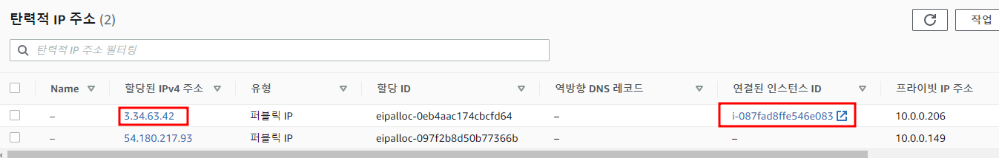 탄력적 IP 주소 (2)
작업
탄력적 IP 주소 필터링
Name 할당된 IPv4 주소 유형 할당 ID 역방향 DNS 레코드 연결된 인스턴스 ID 프라이빗 IP 주소
– 3.34.63.42 퍼블릭 IP eipalloc-0eb4aac174cbcfd64 – i-087fad8ffe546e083 10.0.0.206
– 54.180.217.93 퍼블릭 IP eipalloc-097f2b8d50b77366b – – 10.0.0.149